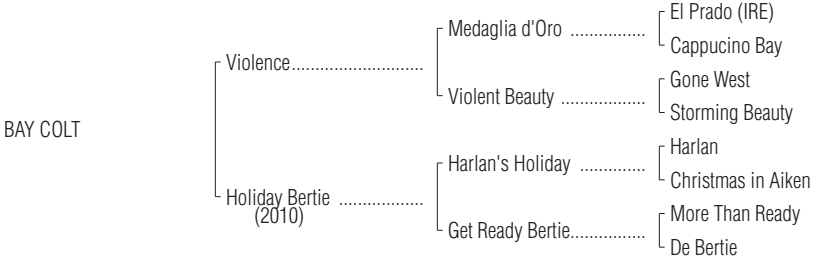 El Prado (IRE)
Medaglia d'Oro ................
Cappucino Bay
Violence............................
Gone West
Violent Beauty ..................
Storming Beauty
BAY COLT
Harlan
Harlan's Holiday ..............
Christmas in Aiken
Holiday Bertie ..................
(2010)
More Than Ready
Get Ready Bertie................
De Bertie